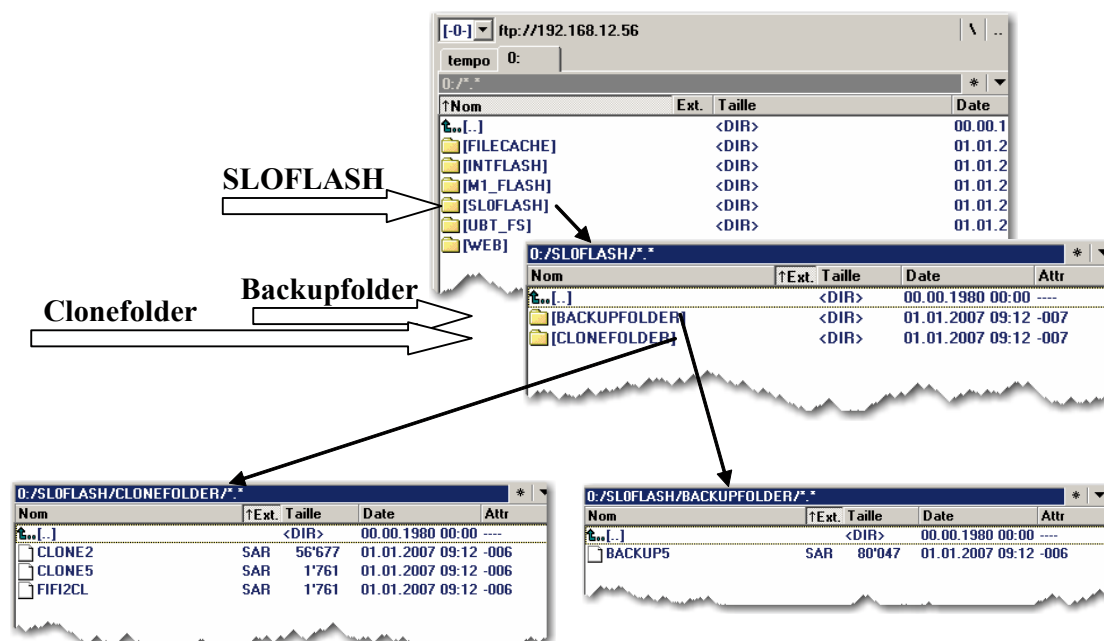 [-0-] ftp://192.168.12.56 \ ..
tempo 0:
0:/*.* *
↑Nom Ext. Taille Date
[..] <DIR> 00.00.1
[FILECACHE] <DIR> 01.01.2
[INTFLASH] <DIR> 01.01.2
[M1_FLASH] <DIR> 01.01.2
SLOFLASH
[SL0FLASH] <DIR> 01.01.2
[UBT_FS] <DIR> 01.01.2
[WEB] <DIR> 01.01.2
0:/SL0FLASH/*.* *
Nom ↑Ext. Taille Date Attr
[..] <DIR> 00.00.1980 00:00 ----
Backupfolder
[BACKUPFOLDER] <DIR> 01.01.2007 09:12 -007
Clonefolder
[CLONEFOLDER] <DIR> 01.01.2007 09:12 -007
0:/SL0FLASH/CLONEFOLDER/*.* *
Nom ↑Ext. Taille Date Attr
[..] <DIR> 00.00.1980 00:00 ----
CLONE2 SAR 56'677 01.01.2007 09:12 -006
CLONE5 SAR 1'761 01.01.2007 09:12 -006
FIFI2CL SAR 1'761 01.01.2007 09:12 -006
0:/SL0FLASH/BACKUPFOLDER/*.* *
Nom ↑Ext. Taille Date Attr
[..] <DIR> 00.00.1980 00:00 ----
BACKUP5 SAR 80'047 01.01.2007 09:12 -006